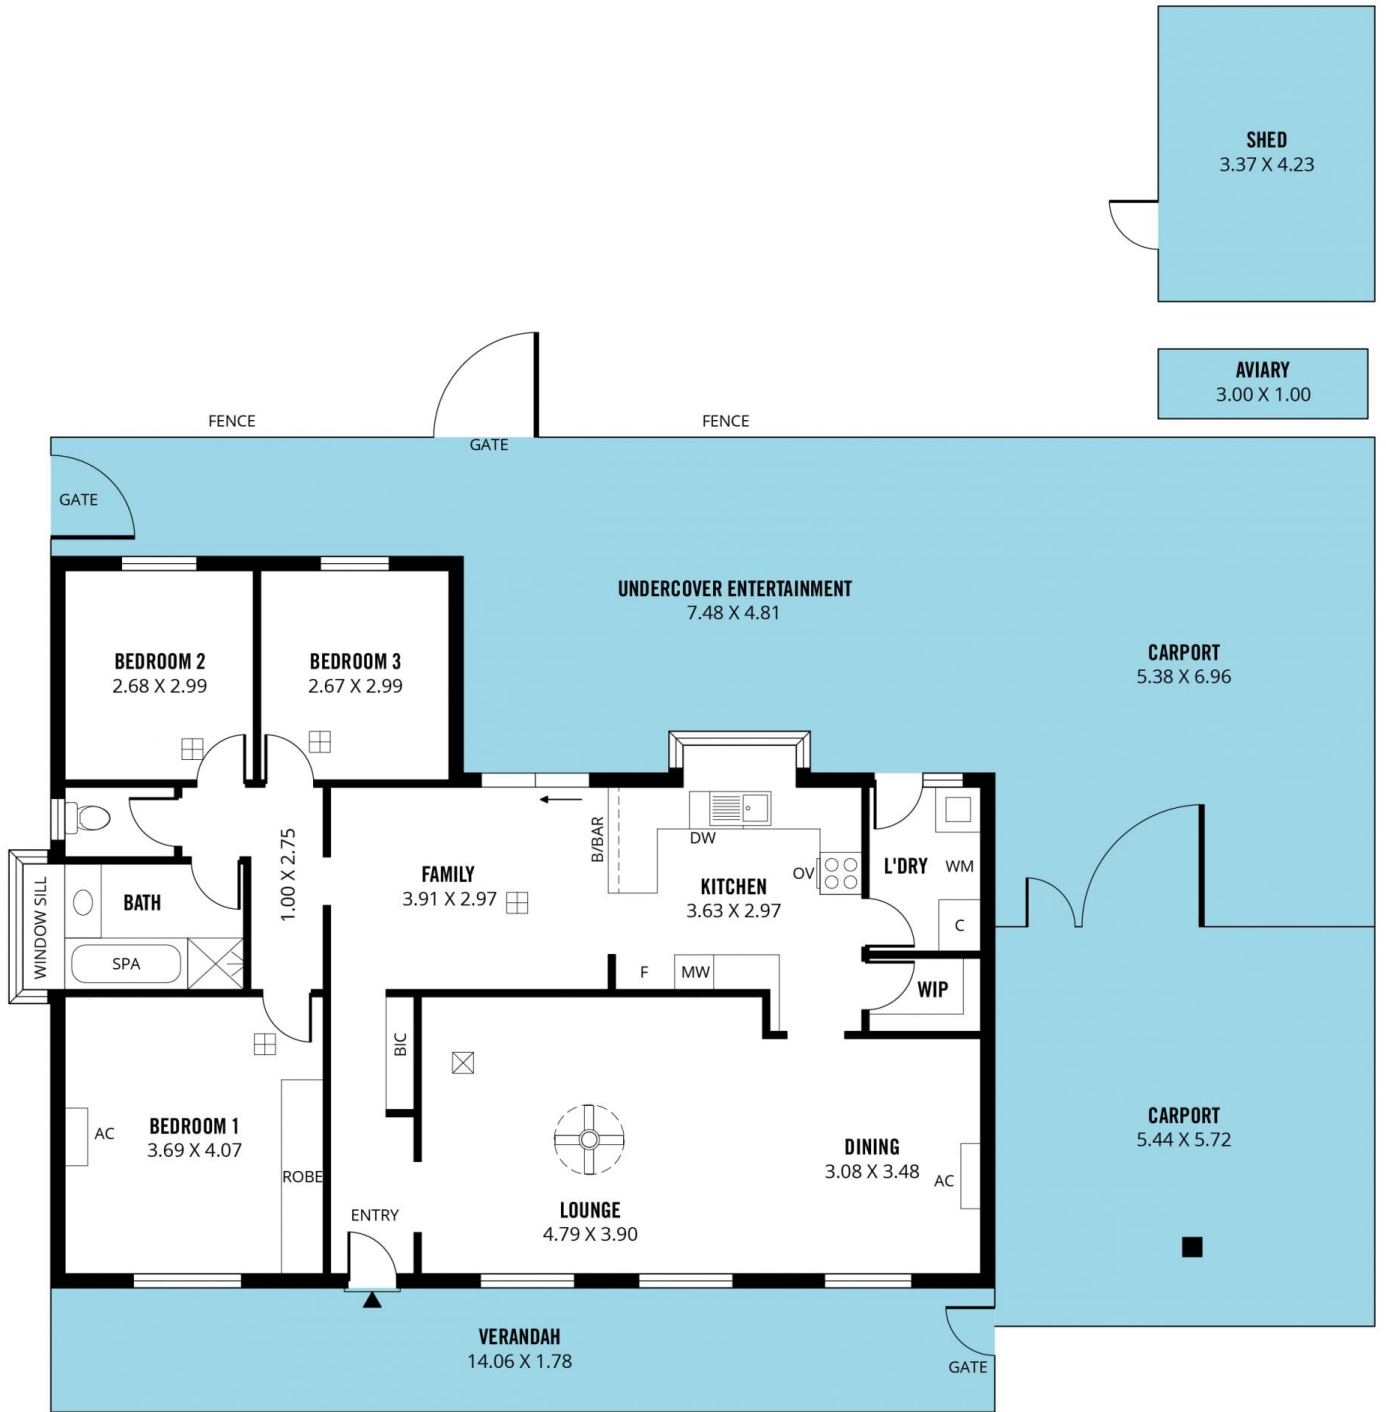 SHED
3.37 X 4.23
AVIARY
3.00 X 1.00
FENCE
GATE
FENCE
GATE
UNDERCOVER ENTERTAINMENT
7.48 X 4.81
CARPORT
5.38 X 6.96
BEDROOM 2
2.68 X 2.99
BEDROOM 3
2.67 X 2.99
1.00 X 2.75
BATH
WINDOW SILL
SPA
FAMILY
3.91 X 2.97
B/BAR
DW
OV
KITCHEN
3.63 X 2.97
L'DRY
WM
C
F
MW
WIP
BIC
BEDROOM 1
3.69 X 4.07
AC
ROBE
ENTRY
LOUNGE
4.79 X 3.90
DINING
3.08 X 3.48
AC
CARPORT
5.44 X 5.72
VERANDAH
14.06 X 1.78
GATE